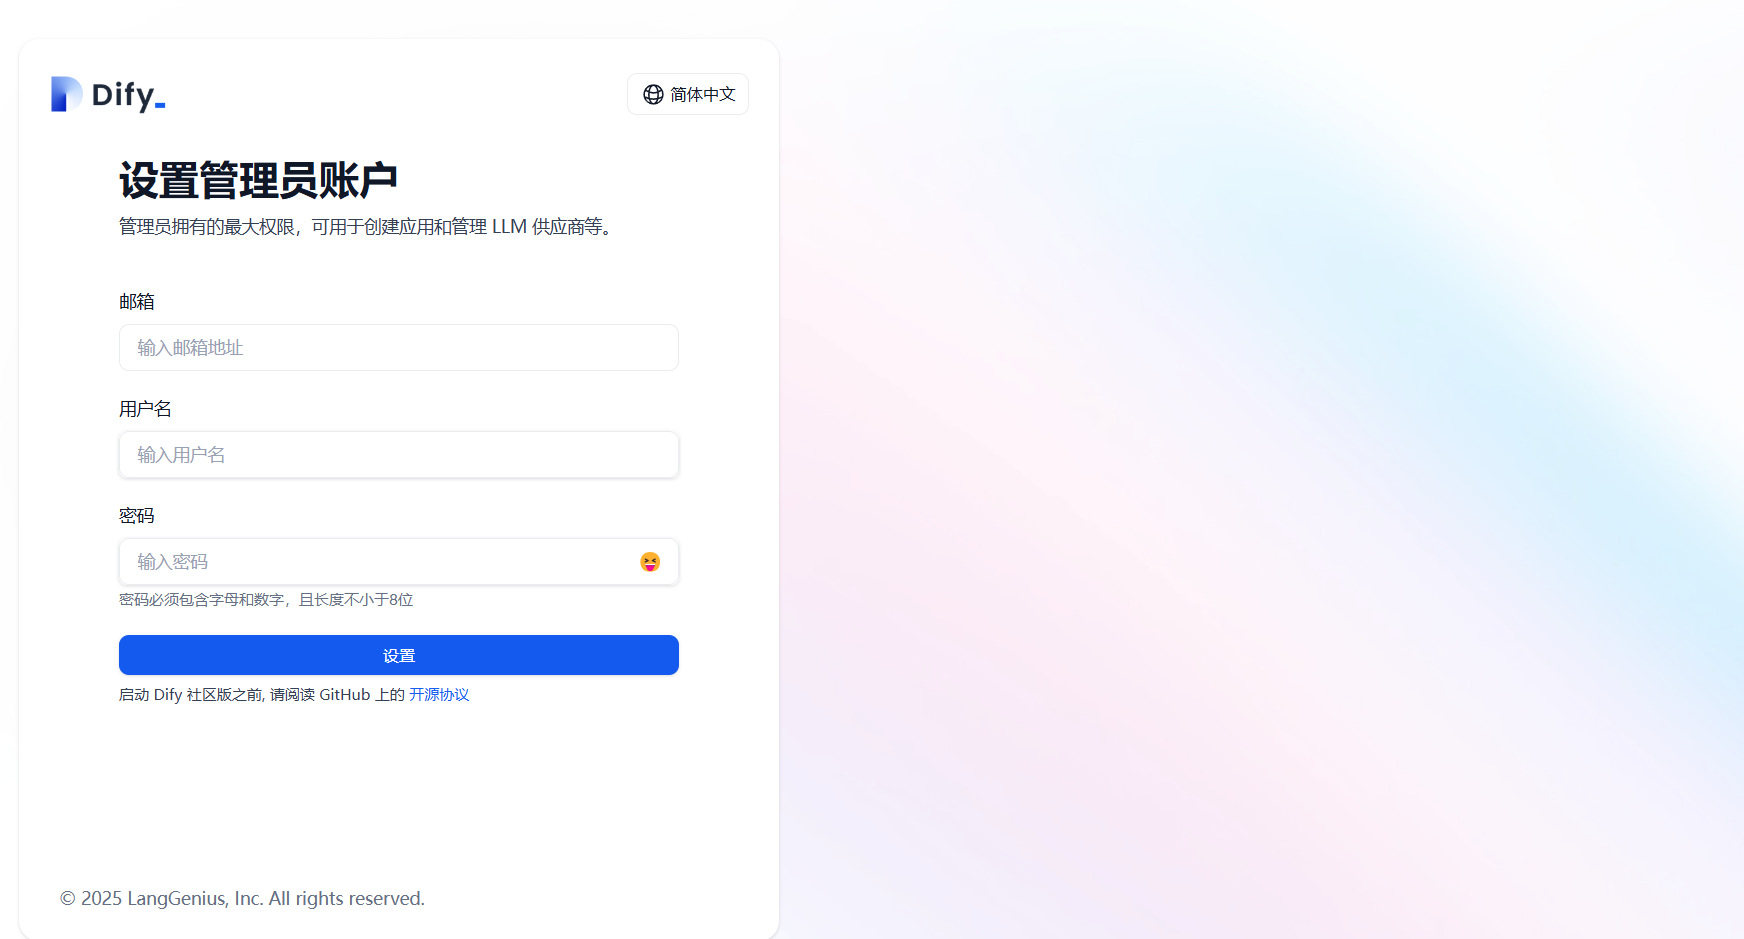 Dify_
简体中文
设置管理员账户
管理员拥有的最大权限，可用于创建应用和管理 LLM 供应商等。
邮箱
输入邮箱地址
用户名
输入用户名
密码
输入密码
密码必须包含字母和数字，且长度不小于8位
设置
启动 Dify 社区版之前, 请阅读 GitHub 上的 开源协议
© 2025 LangGenius, Inc. All rights reserved.